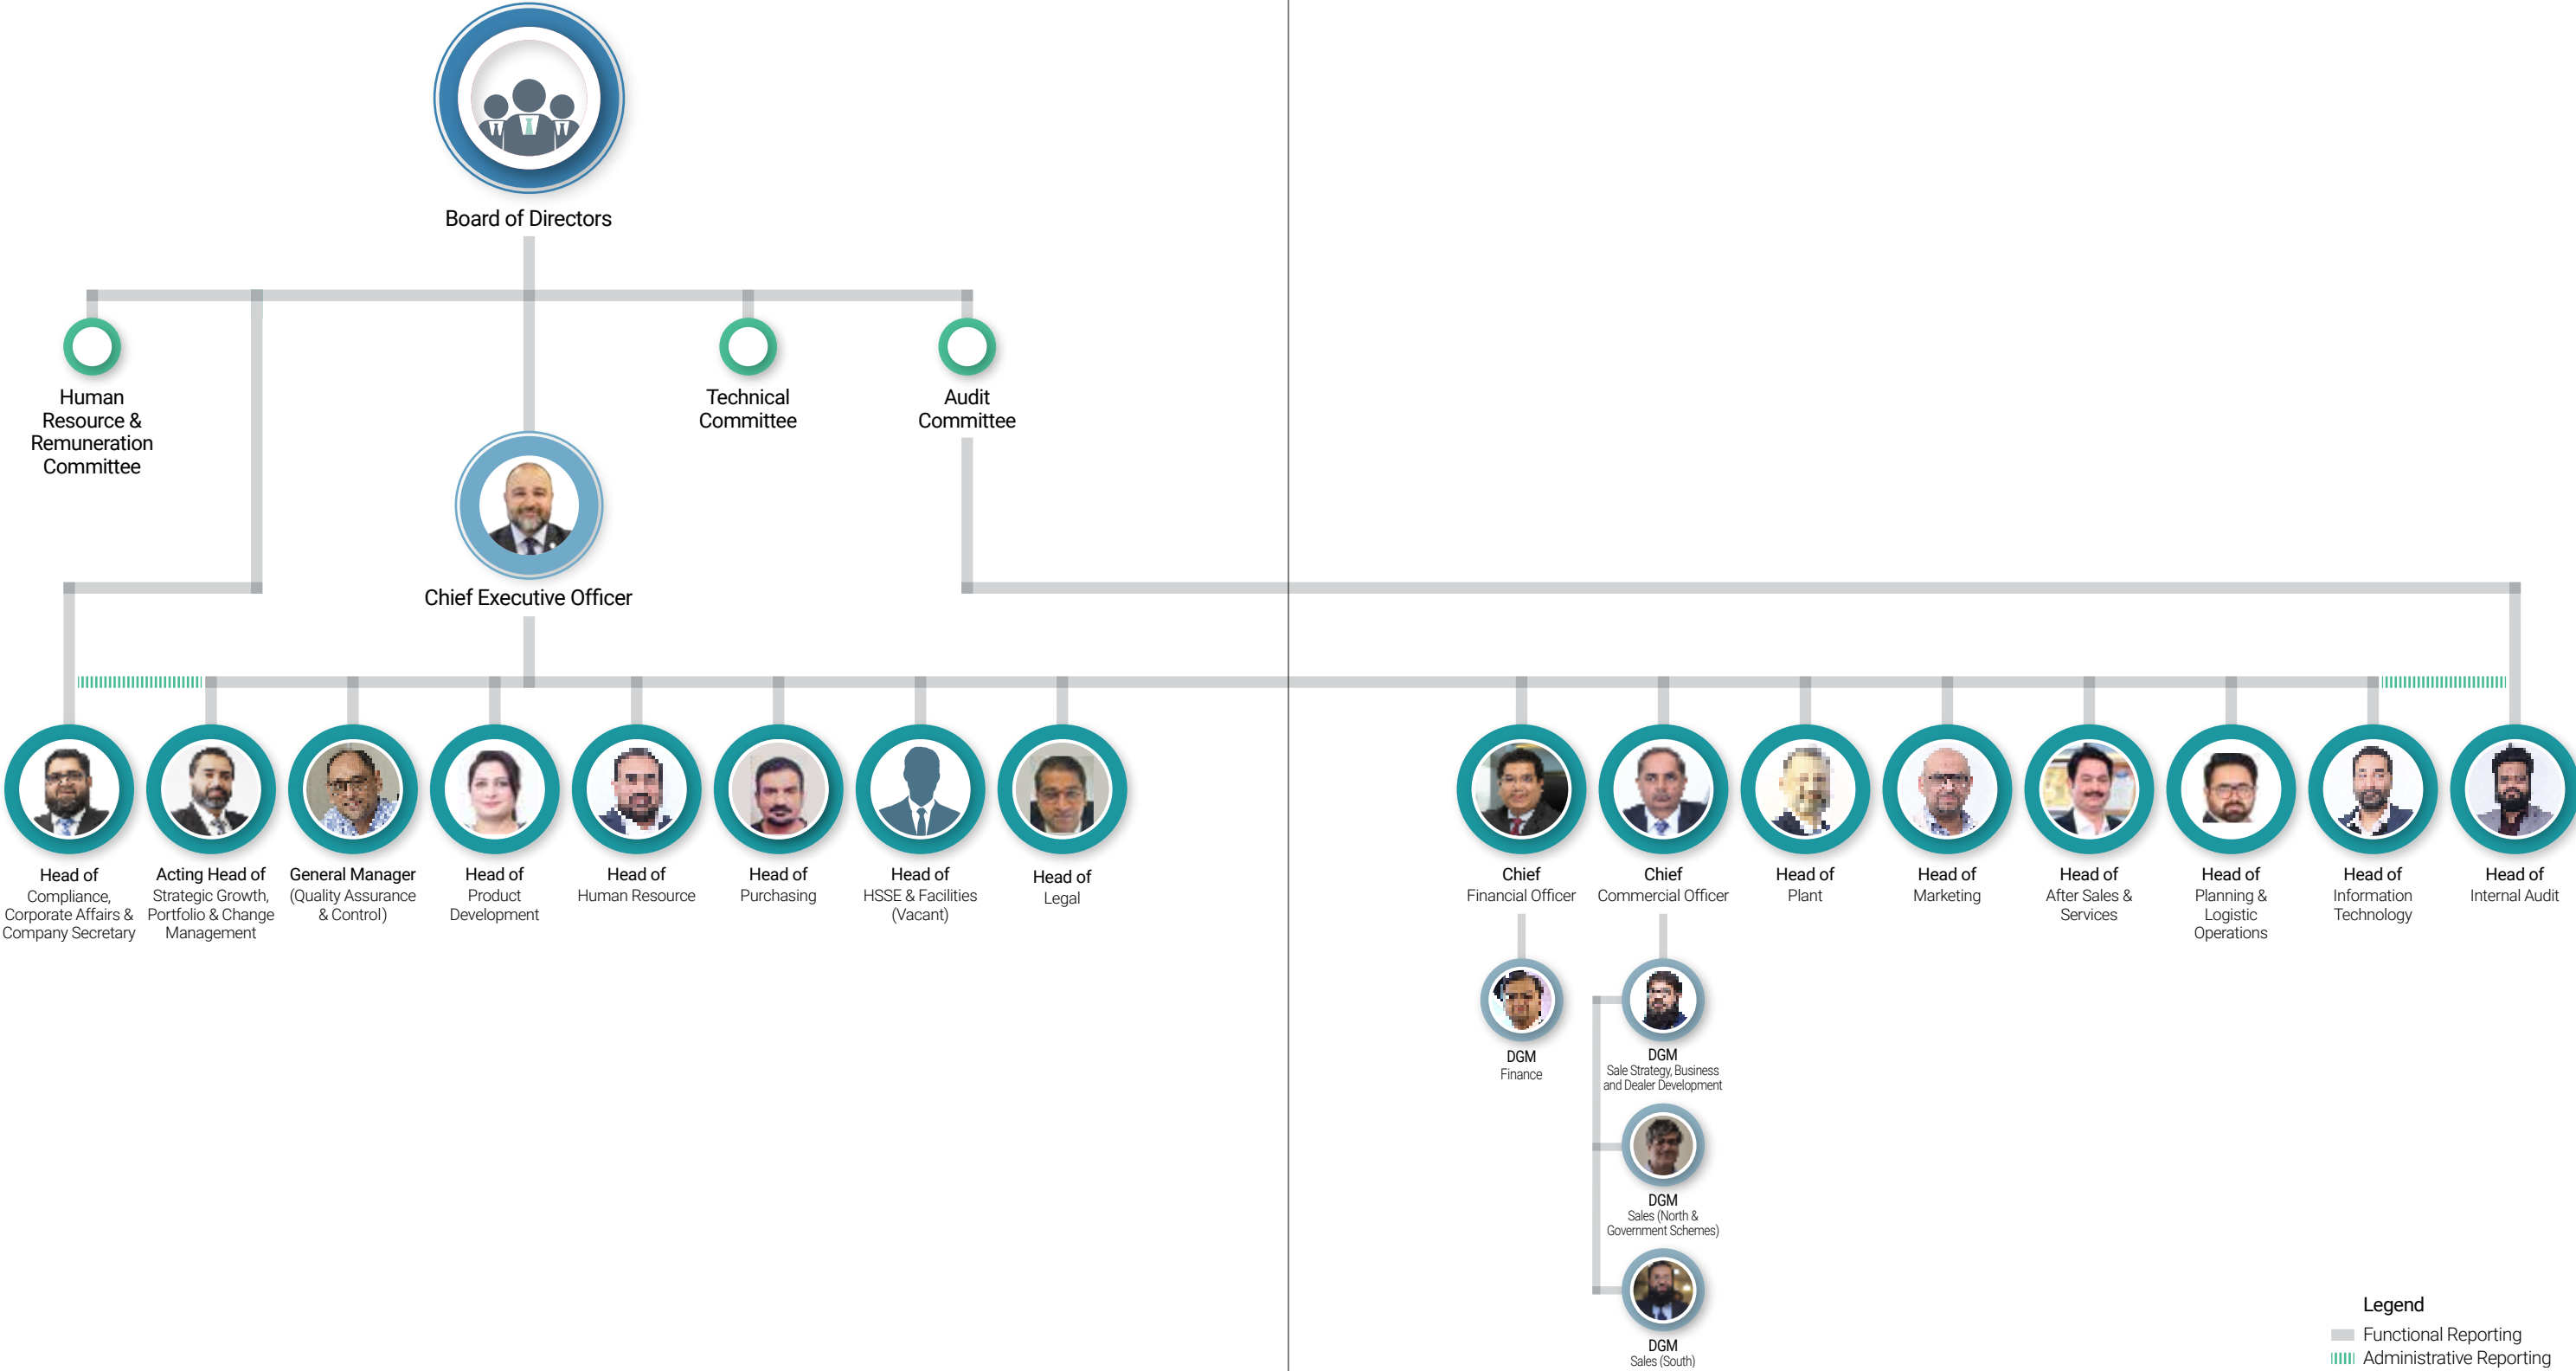 Board of Directors
Human
Resource &
Remuneration
Committee
Technical
Committee
Audit
Committee
Chief Executive Officer
Head of
Compliance,
Corporate Affairs &
Company Secretary
Acting Head of
Strategic Growth,
Portfolio & Change
Management
General Manager
(Quality Assurance
& Control)
Head of
Product
Development
Head of
Human Resource
Head of
Purchasing
Head of
HSSE & Facilities
(Vacant)
Head of
Legal
Chief
Financial Officer
Chief
Commercial Officer
Head of
Plant
Head of
Marketing
Head of
After Sales &
Services
Head of
Planning &
Logistic
Operations
Head of
Information
Technology
Head of
Internal Audit
DGM
Finance
DGM
Sale Strategy, Business
and Dealer Development
DGM
Sales (North &
Government Schemes)
DGM
Sales (South)
Legend
Functional Reporting
Administrative Reporting